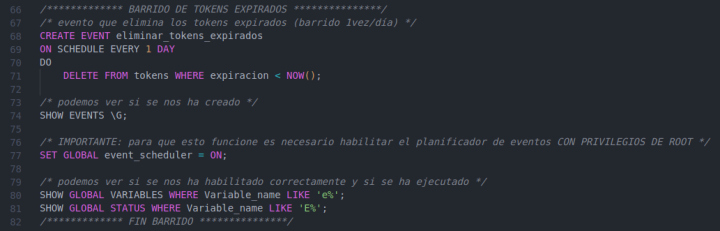 66 /************* BARRIDO DE TOKENS EXPIRADOS ***************/
67 /* evento que elimina los tokens expirados (barrido 1vez/día) */
68 CREATE EVENT eliminar_tokens_expirados
69 ON SCHEDULE EVERY 1 DAY
70 DO
71 DELETE FROM tokens WHERE expiracion < NOW();
72
73 /* podemos ver si se nos ha creado */
74 SHOW EVENTS \G;
75
76 /* IMPORTANTE: para que esto funcione es necesario habilitar el planificador de eventos CON PRIVILEGIOS DE ROOT */
77 SET GLOBAL event_scheduler = ON;
78
79 /* podemos ver si se nos ha habilitado correctamente y si se ha ejecutado */
80 SHOW GLOBAL VARIABLES WHERE Variable_name LIKE 'e%';
81 SHOW GLOBAL STATUS WHERE Variable_name LIKE 'E%';
82 /************* FIN BARRIDO ***************/